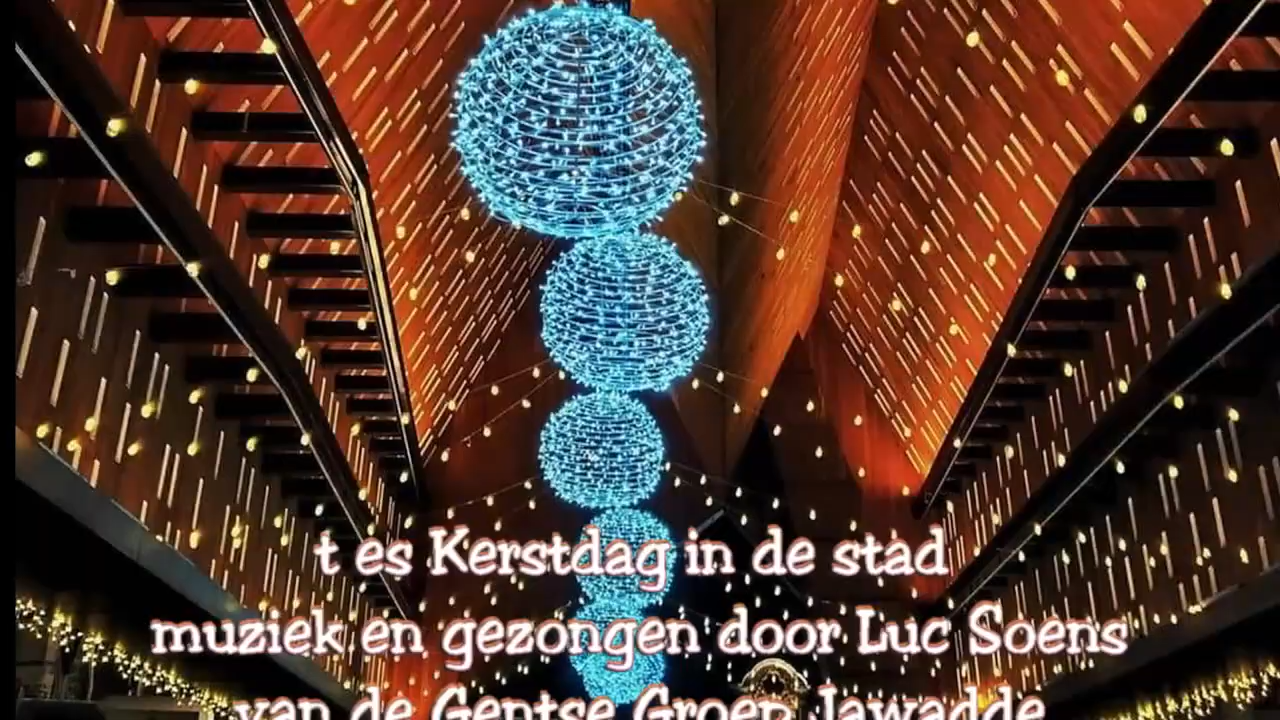 t es Kerstdag in de stad
muziek en gezongen door Luc Soens
van de Gentse Groep Jawadde